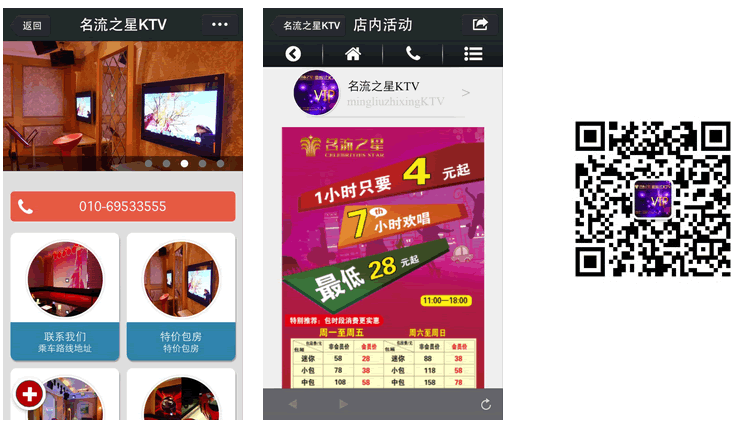 返回
名流之星KTV
010-69533555
联系我们
乘车路线地址
特价包房
特价包房
名流之星KTV
店内活动
名流之星KTV
mingliuzhixingKTV
VIP
名流之星
CELEBRITIES STAR
1小时只要 4 元起
7th小时欢唱
最低 28 元起
11:00—18:00
特别推荐：包时段消费更实惠
周一至周五
周六至周日
非会员价 会员价 非会员价 会员价
迷你 58 28 迷你 88 38
小包 78 38 小包 118 58
中包 108 58 中包 158 78
VIP